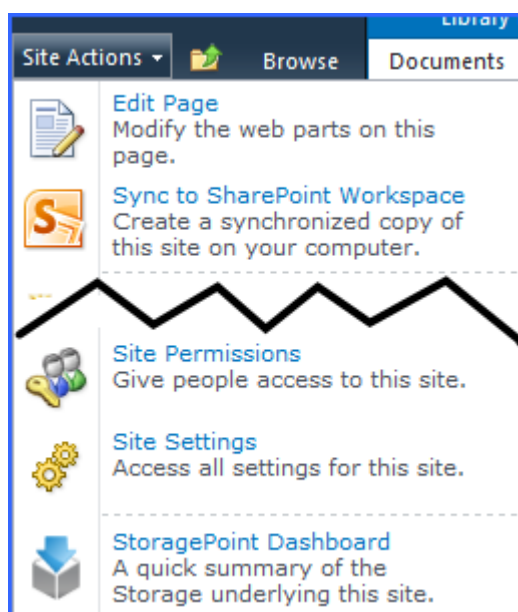 Library
Site Actions
Browse
Documents
Edit Page
Modify the web parts on this
page.
Sync to SharePoint Workspace
Create a synchronized copy of
this site on your computer.
Site Permissions
Give people access to this site.
Site Settings
Access all settings for this site.
StoragePoint Dashboard
A quick summary of the
Storage underlying this site.